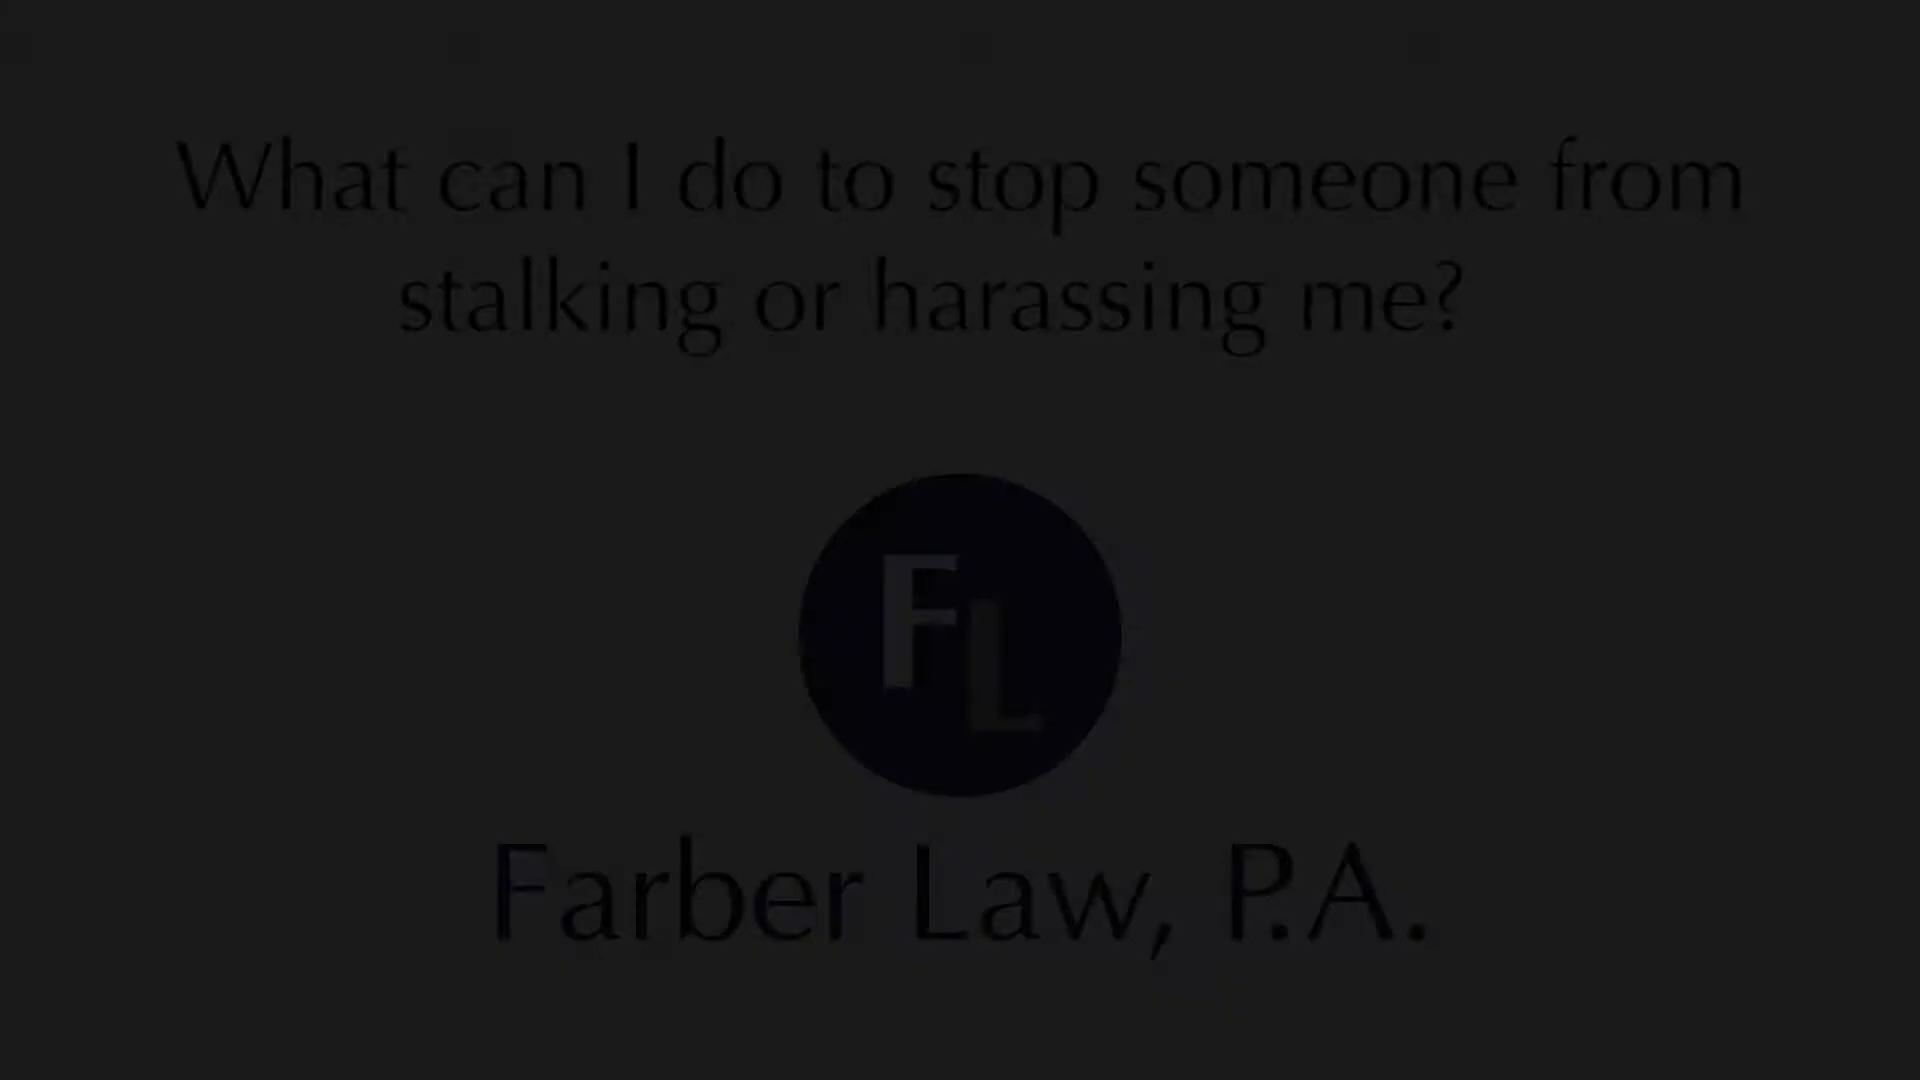 What can I do to stop someone from
stalking or harassing me?
FL
Farber Law, P.A.